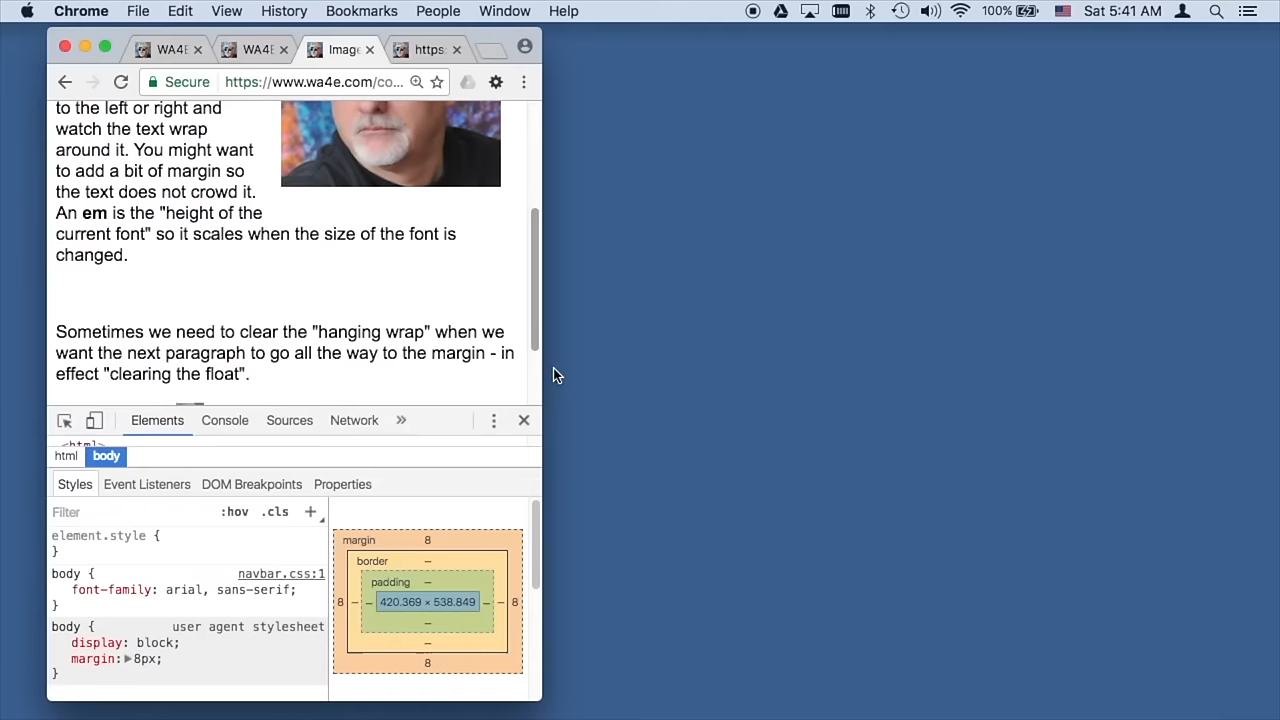 Chrome File Edit View History Bookmarks People Window Help 100% Sat 5:41 AM
WA4E WA4E Image https:
Secure https://www.wa4e.com/co...
to the left or right and
watch the text wrap
around it. You might want
to add a bit of margin so
the text does not crowd it.
An em is the "height of the
current font" so it scales when the size of the font is
changed.
Sometimes we need to clear the "hanging wrap" when we
want the next paragraph to go all the way to the margin - in
effect "clearing the float".
Elements Console Sources Network »
<html>
html body
Styles Event Listeners DOM Breakpoints Properties
Filter :hov .cls +
element.style {
}
body { navbar.css:1
font-family: arial, sans-serif;
}
body { user agent stylesheet
display: block;
margin: 8px;
}
margin 8
border –
padding –
8 – – 420.369 × 538.849 – – 8
–
–
8